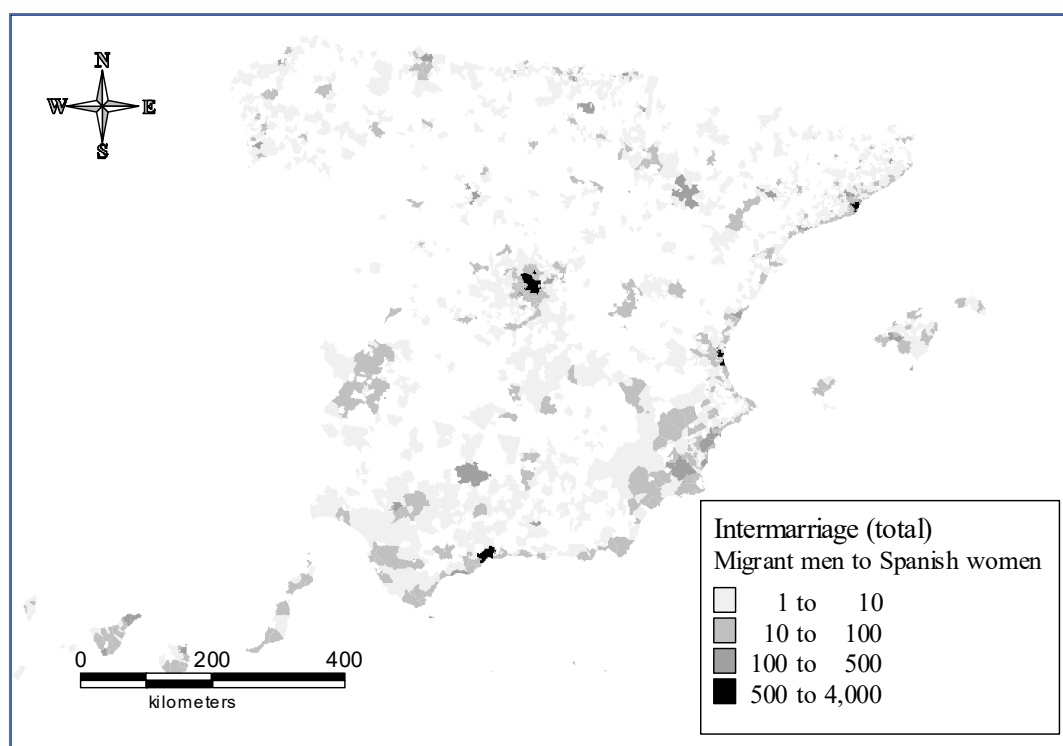 N
W E
S
Intermarriage (total)
Migrant men to Spanish women
1 to 10
10 to 100
100 to 500
500 to 4,000
0 200 400
kilometers